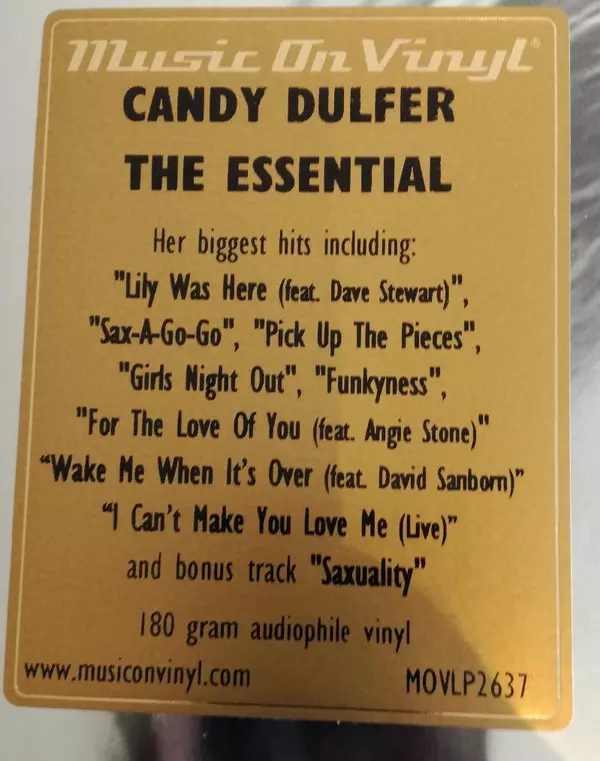 Music On Vinyl®
CANDY DULFER
THE ESSENTIAL
Her biggest hits including:
"Lily Was Here (feat. Dave Stewart)",
"Sax-A-Go-Go", "Pick Up The Pieces",
"Girls Night Out", "Funkyness",
"For The Love Of You (feat. Angie Stone)"
“Wake Me When It's Over (feat. David Sanborn)”
“I Can't Make You Love Me (Live)”
and bonus track "Saxuality"
180 gram audiophile vinyl
www.musiconvinyl.com MOVLP2637